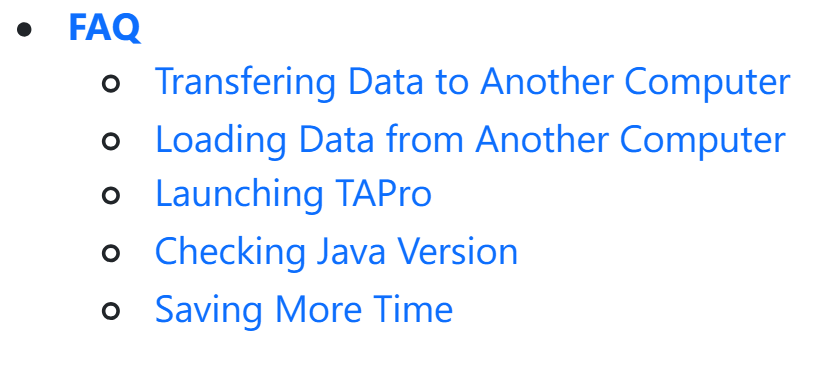 FAQ
Transfering Data to Another Computer
Loading Data from Another Computer
Launching TAPro
Checking Java Version
Saving More Time